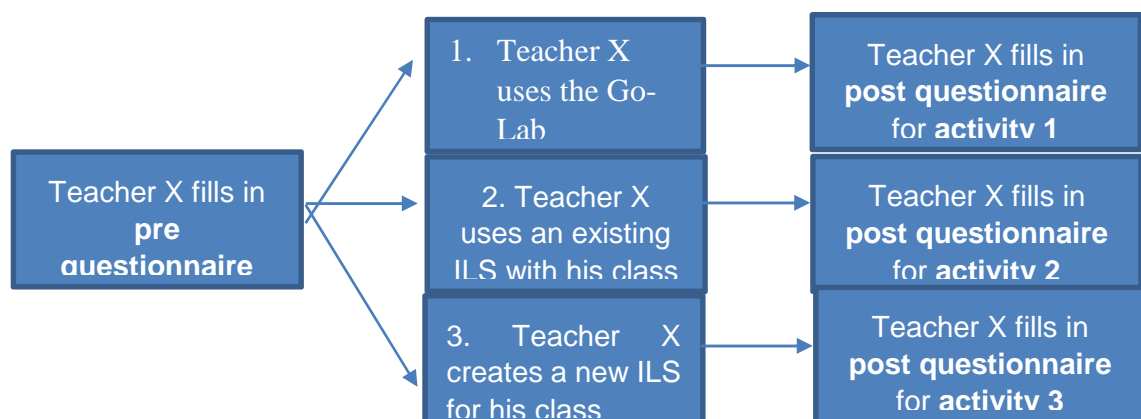 Teacher X fills in
pre
questionnaire
1. Teacher X
uses the Go-
Lab
2. Teacher X
uses an existing
ILS with his class
3. Teacher X
creates a new ILS
for his class
Teacher X fills in
post questionnaire
for activity 1
Teacher X fills in
post questionnaire
for activity 2
Teacher X fills in
post questionnaire
for activity 3